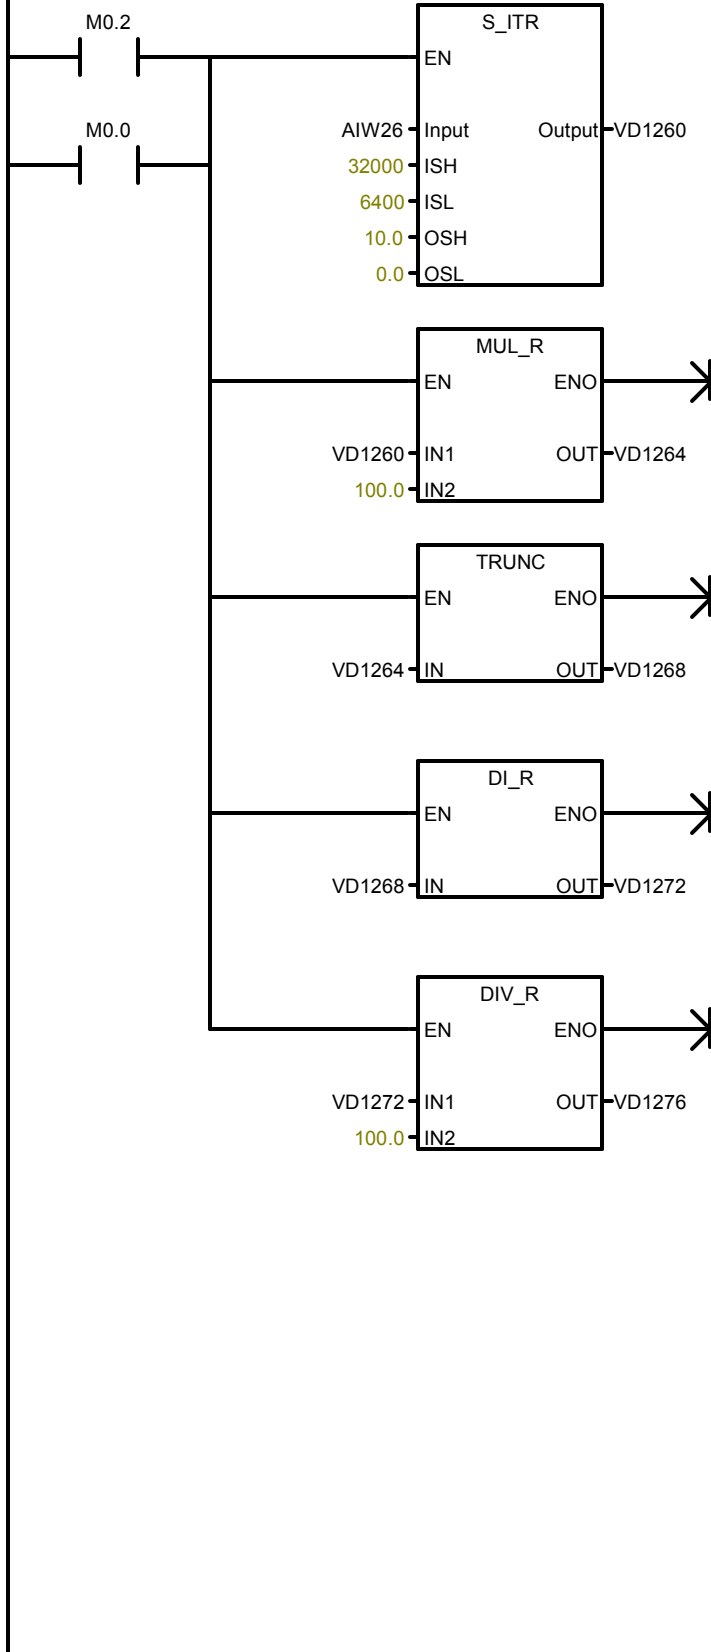 M0.2
S_ITR
EN
M0.0
AIW26 Input Output VD1260
32000 ISH
6400 ISL
10.0 OSH
0.0 OSL
MUL_R
EN ENO
VD1260 IN1 OUT VD1264
100.0 IN2
TRUNC
EN ENO
VD1264 IN OUT VD1268
DI_R
EN ENO
VD1268 IN OUT VD1272
DIV_R
EN ENO
VD1272 IN1 OUT VD1276
100.0 IN2